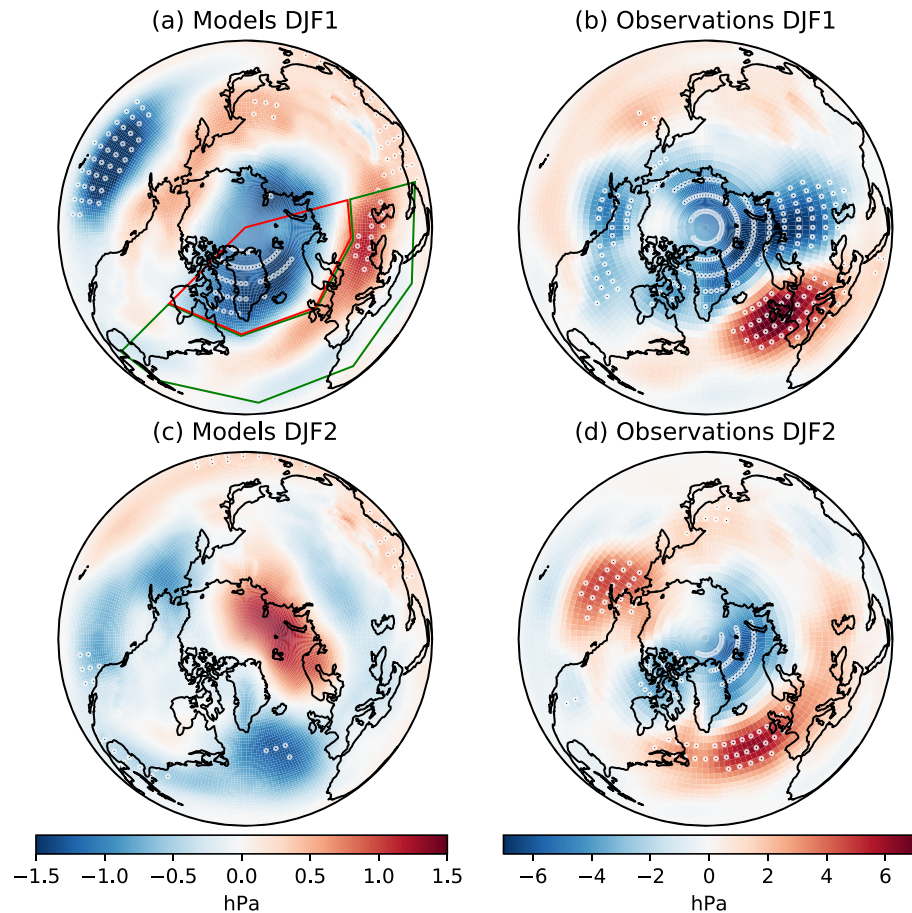 (a) Models DJF1
(b) Observations DJF1
(c) Models DJF2
(d) Observations DJF2
−1.5 −1.0 −0.5 0.0 0.5 1.0 1.5
hPa
−6 −4 −2 0 2 4 6
hPa